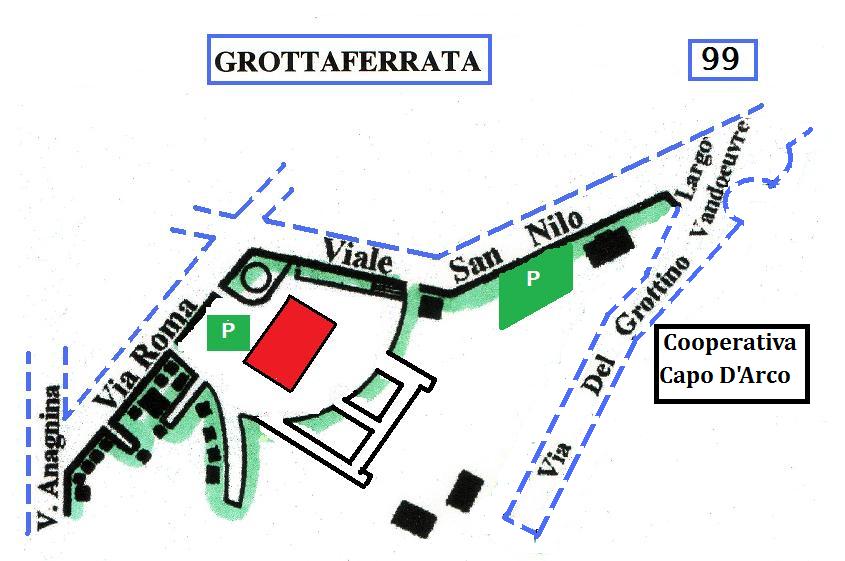 GROTTAFERRATA
99
Largo
Vandoeuvre
Viale San Nilo
P
P
Via Roma
V. Anagnina
Via Del Grottino
Cooperativa
Capo D'Arco